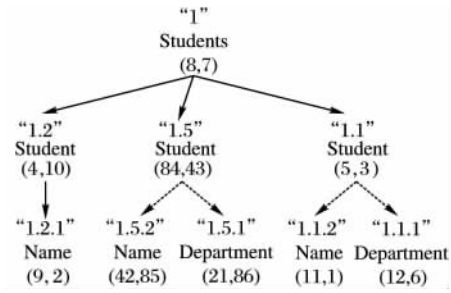 “1”
Students
(8,7)
“1.2” “1.5” “1.1”
Student Student Student
(4,10) (84,43) (5,3)
“1.2.1” “1.5.2” “1.5.1” “1.1.2” “1.1.1”
Name Name Department Name Department
(9, 2) (42,85) (21,86) (11,1) (12,6)